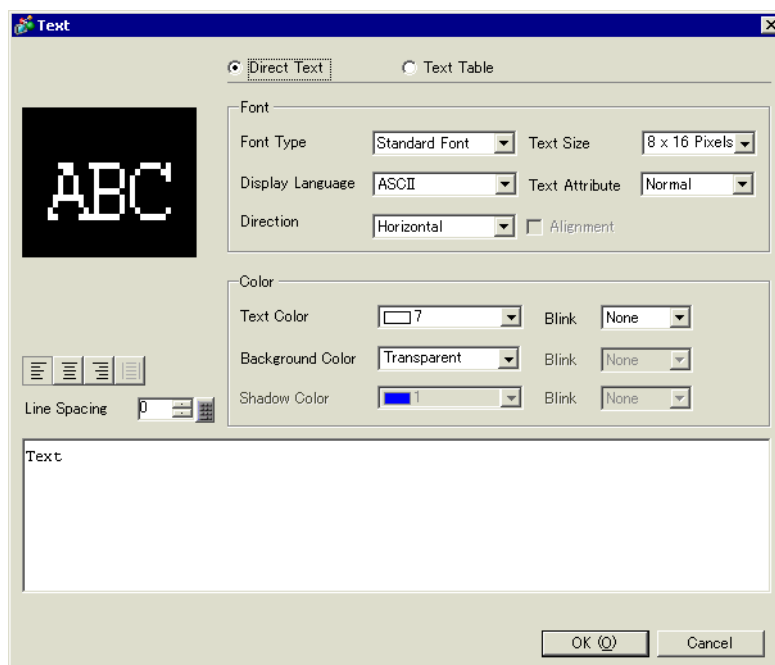 Text
Direct Text Text Table
Font
Font Type Standard Font Text Size 8 x 16 Pixels
ABC
Display Language ASCII Text Attribute Normal
Direction Horizontal Alignment
Color
Text Color 7 Blink None
Background Color Transparent Blink None
Shadow Color 1 Blink None
Line Spacing 0
Text
OK (O) Cancel